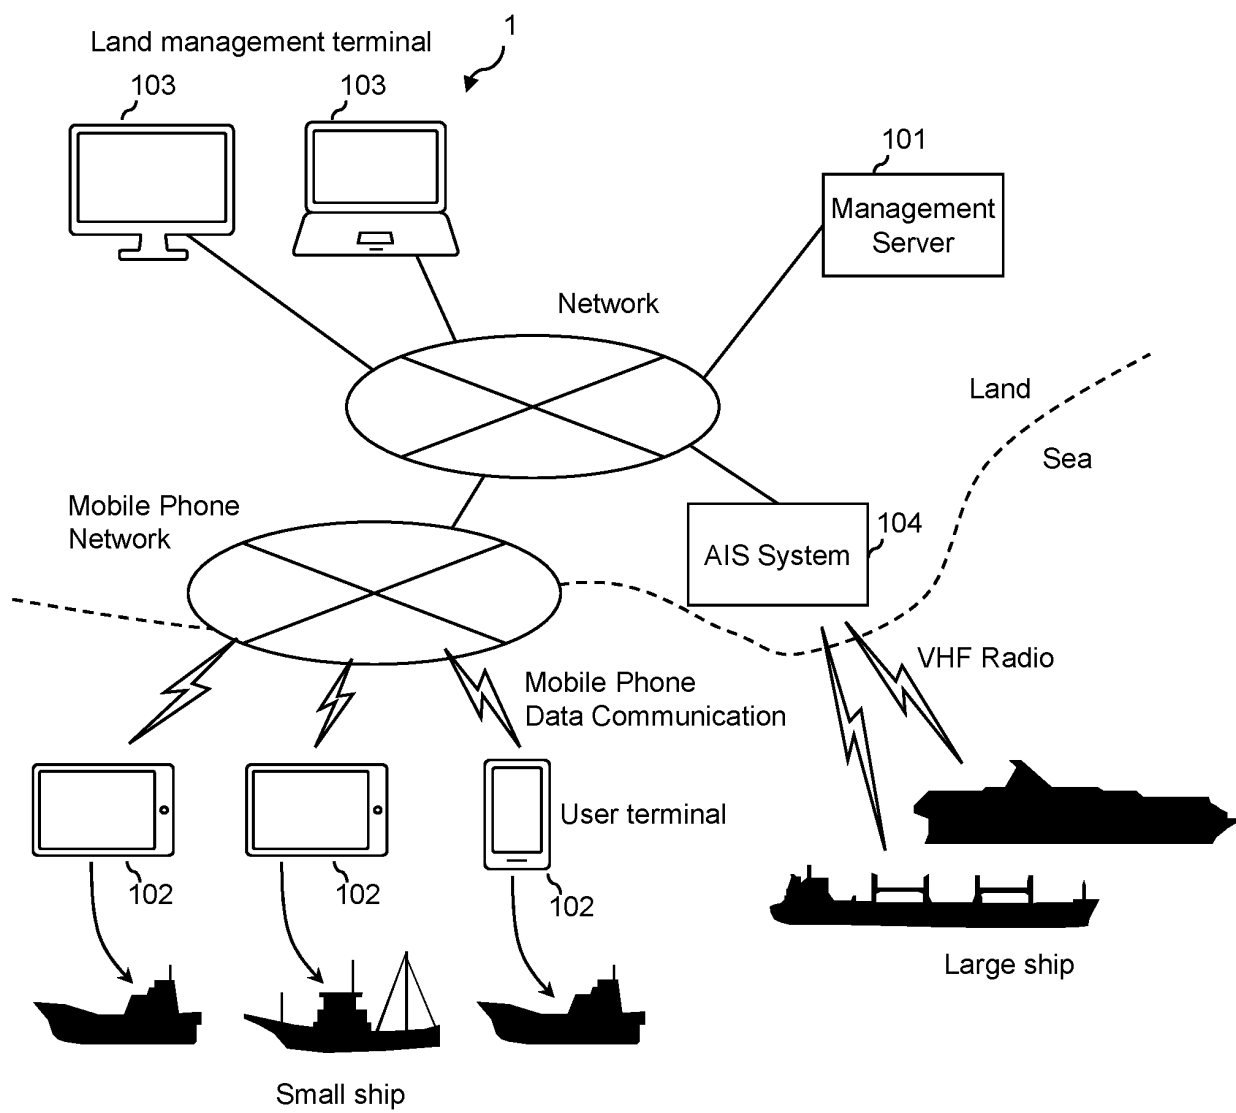 1
Land management terminal
103
103
101
Management
Server
Network
Land
Sea
Mobile Phone
Network
104
AIS System
VHF Radio
Mobile Phone
Data Communication
User terminal
102
102
102
Large ship
Small ship